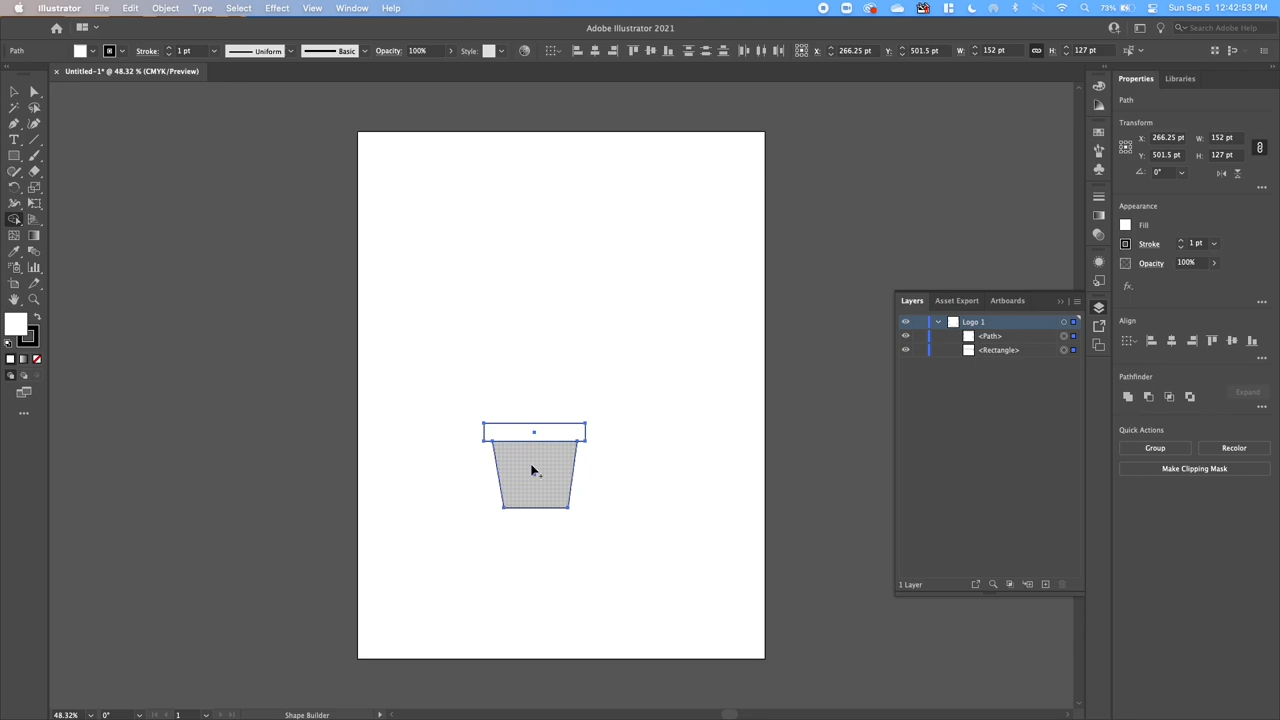 Illustrator File Edit Object Type Select Effect View Window Help 73% Sun Sep 5 12:42:53 PM
Adobe Illustrator 2021
Search Adobe Help
Path Stroke: 1 pt Uniform Basic Opacity: 100% Style: X: 266.25 pt Y: 501.5 pt W: 152 pt H: 127 pt
× Untitled-1* @ 48.32 % (CMYK/Preview)
Properties Libraries
Path
Transform
X: 266.25 pt W: 152 pt
Y: 501.5 pt H: 127 pt
0°
Appearance
Fill
Stroke 1 pt
Opacity 100%
fx.
Align
Pathfinder
Expand
Quick Actions
Group Recolor
Make Clipping Mask
Layers Asset Export Artboards
Logo 1
<Path>
<Rectangle>
1 Layer
48.32% 0° 1 Shape Builder